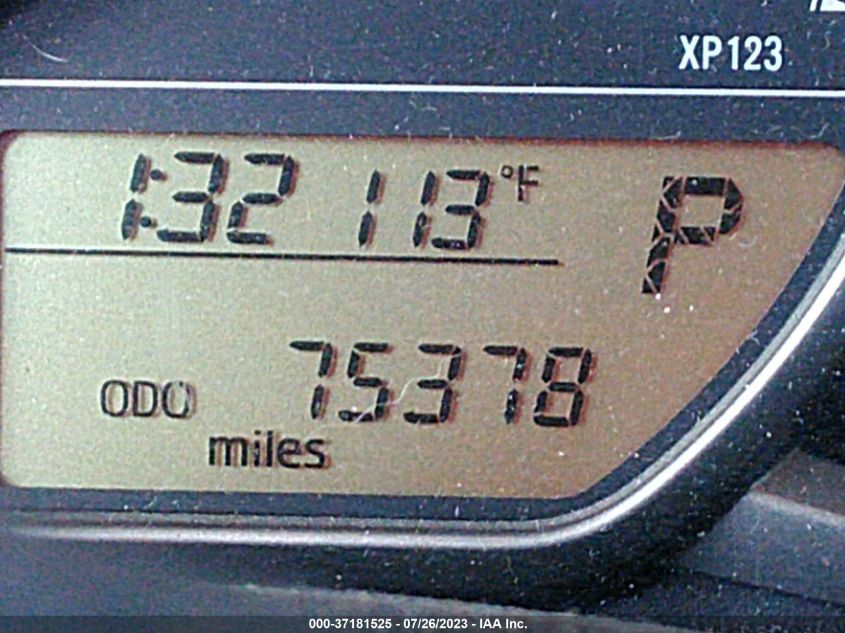 XP123
1:32 113 °F P
ODO 75378
miles
000-37181525 - 07/26/2023 - IAA Inc.